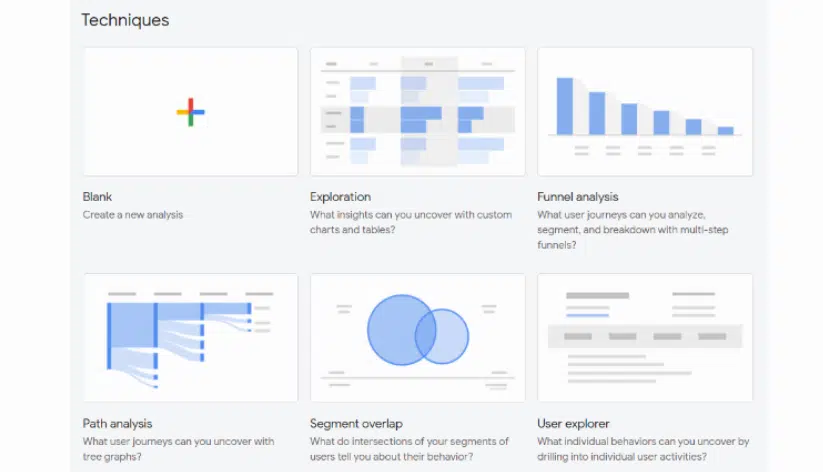 Techniques
Blank
Create a new analysis
Exploration
What insights can you uncover with custom
charts and tables?
Funnel analysis
What user journeys can you analyze,
segment, and breakdown with multi-step
funnels?
Path analysis
What user journeys can you uncover with
tree graphs?
Segment overlap
What do intersections of your segments of
users tell you about their behavior?
User explorer
What individual behaviors can you uncover by
drilling into individual user activities?